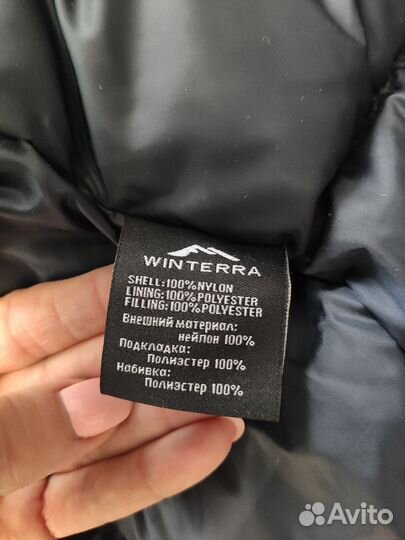 WINTERRA
SHELL:100%NYLON
LINING:100%POLYESTER
FILLING:100%POLYESTER
Внешний материал:
нейлон 100%
Подкладка:
Полиэстер 100%
Набивка:
Полиэстер 100%
Avito